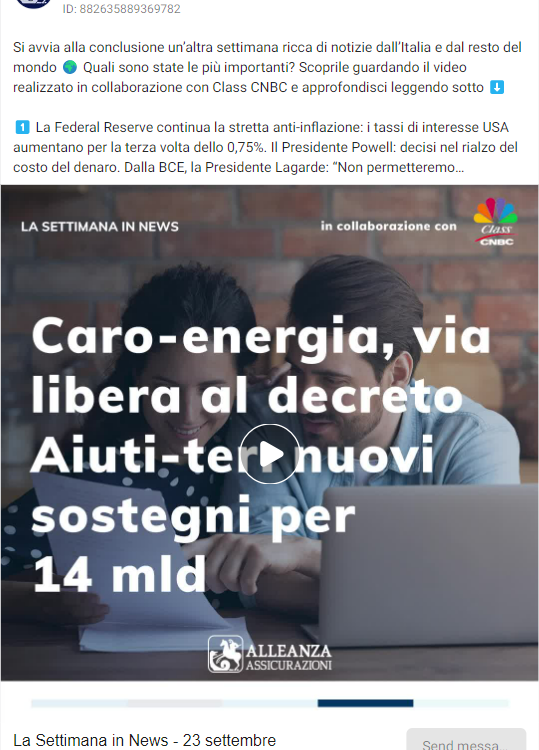 ID: 882635889369782
Si avvia alla conclusione un’altra settimana ricca di notizie dall’Italia e dal resto del
mondo 🌍 Quali sono state le più importanti? Scoprile guardando il video
realizzato in collaborazione con Class CNBC e approfondisci leggendo sotto ⬇️
1️⃣ La Federal Reserve continua la stretta anti-inflazione: i tassi di interesse USA
aumentano per la terza volta dello 0,75%. Il Presidente Powell: decisi nel rialzo del
costo del denaro. Dalla BCE, la Presidente Lagarde: “Non permetteremo...
LA SETTIMANA IN NEWS
in collaborazione con
Class
CNBC
Caro-energia, via
libera al decreto
Aiuti-ter: nuovi
sostegni per
14 mld
ALLEANZA
ASSICURAZIONI
La Settimana in News - 23 settembre
Send messa...